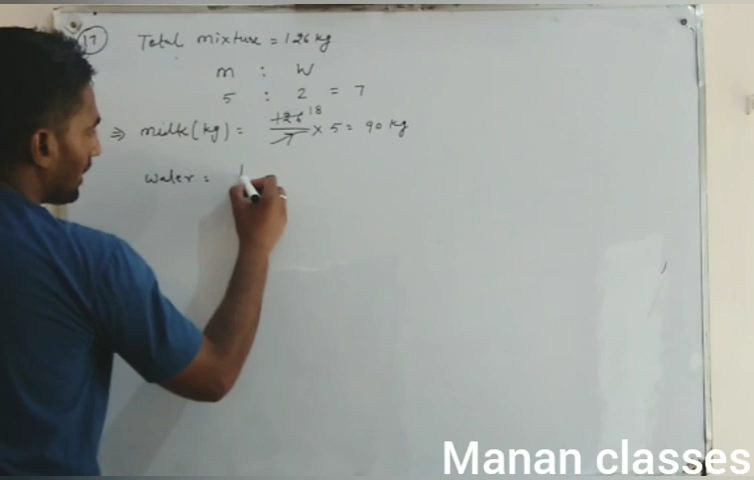 17 Total mixture = 126 kg
m : W
5 : 2 = 7
⇒ milk (kg) = 126/7 18 × 5 = 90 kg
Water = 1
Manan classes